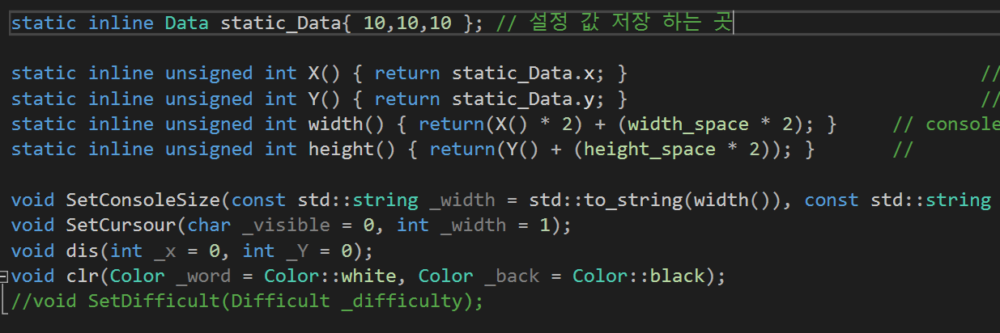 static inline Data static_Data{ 10,10,10 }; // 설정 값 저장 하는 곳
static inline unsigned int X() { return static_Data.x; } //
static inline unsigned int Y() { return static_Data.y; } //
static inline unsigned int width() { return(X() * 2) + (width_space * 2); } // console
static inline unsigned int height() { return(Y() + (height_space * 2)); } //
void SetConsoleSize(const std::string _width = std::to_string(width()), const std::string
void SetCursour(char _visible = 0, int _width = 1);
void dis(int _x = 0, int _Y = 0);
void clr(Color _word = Color::white, Color _back = Color::black);
//void SetDifficult(Difficult _difficulty);